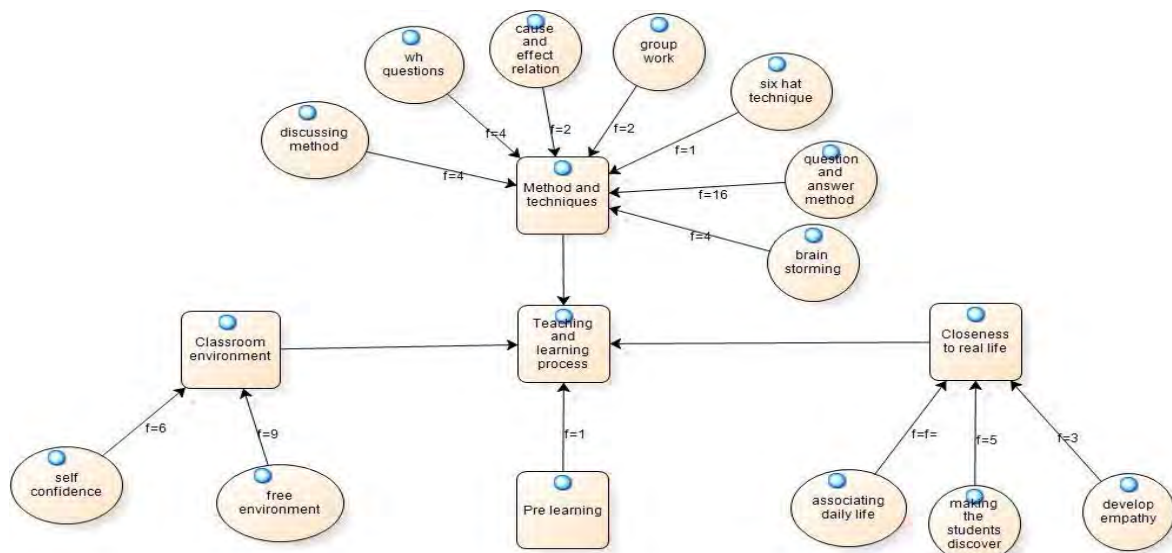 cause
and
effect
relation
group
work
wh
questions
six hat
technique
discussing
method
f=4
f=2
f=2
f=1
question
and
answer
method
f=4
Method and
techniques
f=16
f=4
brain
storming
Classroom
environment
Teaching
and
learning
process
Closeness
to real life
f=6
f=9
f=1
f=f=
f=5
f=3
self
confidence
free
environment
Pre learning
associating
daily life
making
the
students
discover
develop
empathy